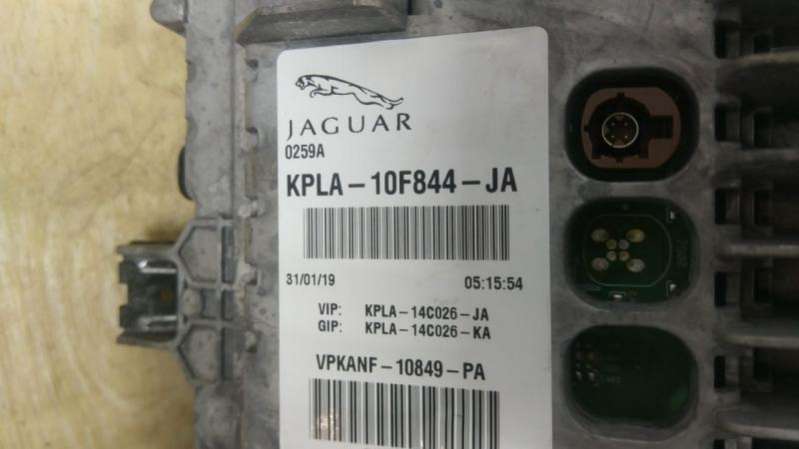 JAGUAR
0259A
KPLA-10F844-JA
31/01/19 05:15:54
VIP: KPLA-14C026-JA
GIP: KPLA-14C026-KA
VPKANF-10849-PA